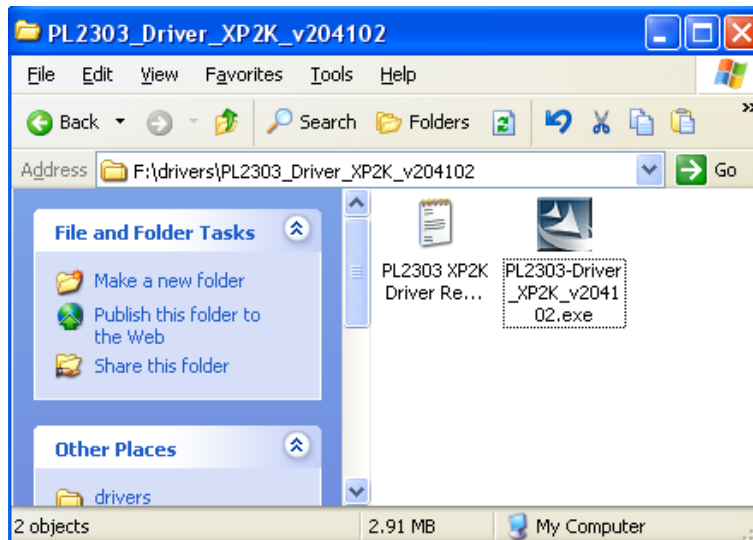 PL2303_Driver_XP2K_v204102
File Edit View Favorites Tools Help
Back Search Folders »
Address F:\drivers\PL2303_Driver_XP2K_v204102 Go
File and Folder Tasks
Make a new folder
Publish this folder to
the Web
Share this folder
Other Places
drivers
PL2303 XP2K
Driver Re...
PL2303-Driver
_XP2K_v2041
02.exe
2 objects 2.91 MB My Computer